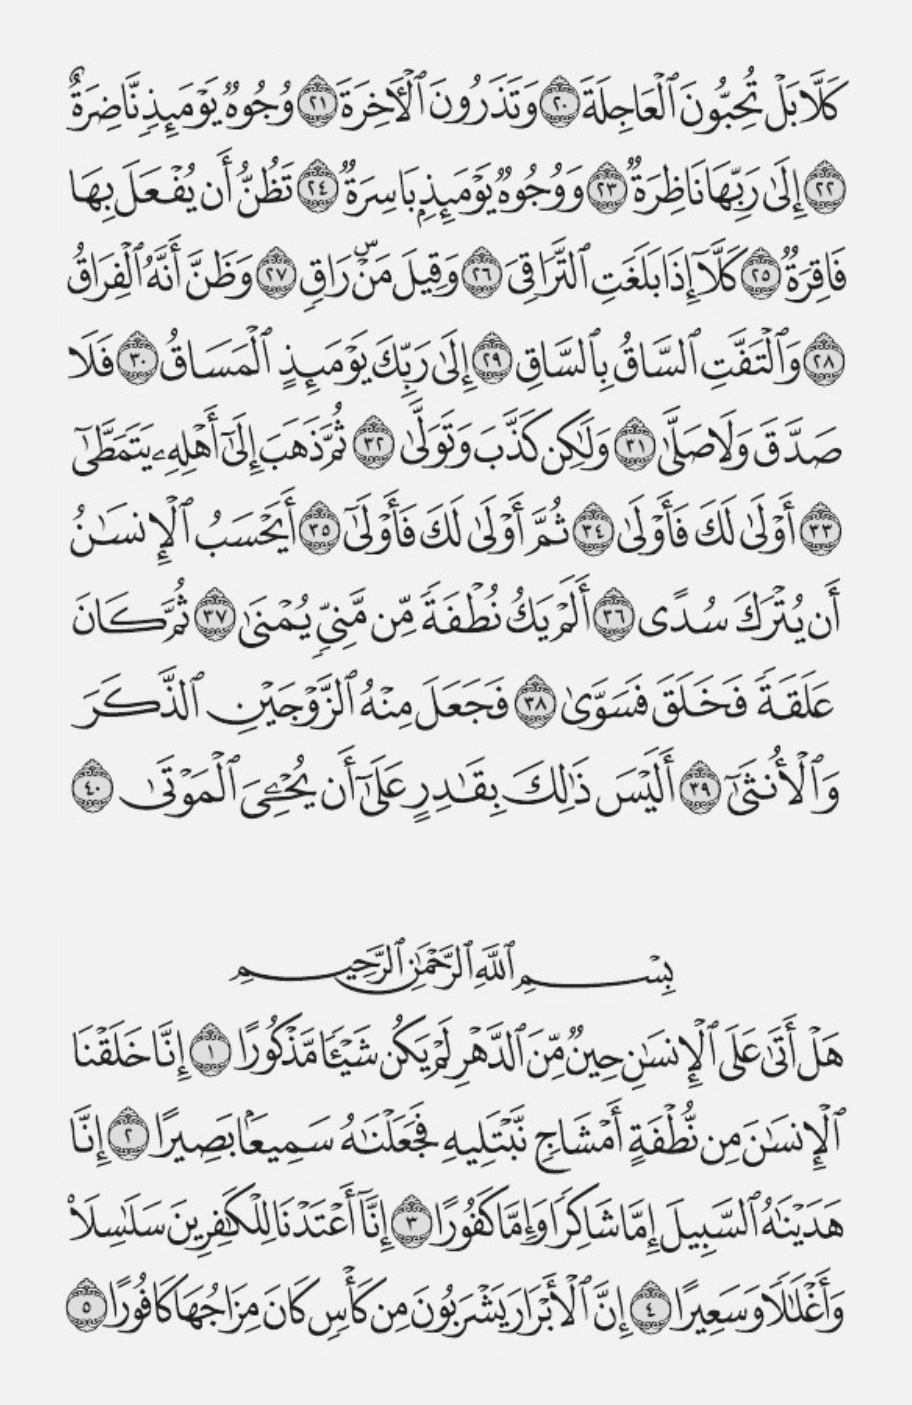 كَلَّا بَلْ تُحِبُّونَ ٱلْعَاجِلَةَ ٢٠ وَتَذَرُونَ ٱلْءَاخِرَةَ ٢١ وُجُوهٌ يَوْمَئِذٍ نَّاضِرَةٌ
٢٢ إِلَىٰ رَبِّهَا نَاظِرَةٌ ٢٣ وَوُجُوهٌ يَوْمَئِذٍ بَاسِرَةٌ ٢٤ تَظُنُّ أَن يُفْعَلَ بِهَا
فَاقِرَةٌ ٢٥ كَلَّآ إِذَا بَلَغَتِ ٱلتَّرَاقِىَ ٢٦ وَقِيلَ مَنْ ۜ رَاقٍ ٢٧ وَظَنَّ أَنَّهُ ٱلْفِرَاقُ
٢٨ وَٱلْتَفَّتِ ٱلسَّاقُ بِٱلسَّاقِ ٢٩ إِلَىٰ رَبِّكَ يَوْمَئِذٍ ٱلْمَسَاقُ ٣٠ فَلَا
صَدَّقَ وَلَا صَلَّىٰ ٣١ وَلَٰكِن كَذَّبَ وَتَوَلَّىٰ ٣٢ ثُمَّ ذَهَبَ إِلَىٰٓ أَهْلِهِۦ يَتَمَطَّىٰٓ
٣٣ أَوْلَىٰ لَكَ فَأَوْلَىٰ ٣٤ ثُمَّ أَوْلَىٰ لَكَ فَأَوْلَىٰٓ ٣٥ أَيَحْسَبُ ٱلْإِنسَٰنُ
أَن يُتْرَكَ سُدًى ٣٦ أَلَمْ يَكُ نُطْفَةً مِّن مَّنِىٍّ يُمْنَىٰ ٣٧ ثُمَّ كَانَ
عَلَقَةً فَخَلَقَ فَسَوَّىٰ ٣٨ فَجَعَلَ مِنْهُ ٱلزَّوْجَيْنِ ٱلذَّكَرَ
وَٱلْأُنثَىٰٓ ٣٩ أَلَيْسَ ذَٰلِكَ بِقَٰدِرٍ عَلَىٰٓ أَن يُحْۦِىَ ٱلْمَوْتَىٰ ٤٠
بِسْمِ ٱللَّهِ ٱلرَّحْمَٰنِ ٱلرَّحِيمِ
هَلْ أَتَىٰ عَلَى ٱلْإِنسَٰنِ حِينٌ مِّنَ ٱلدَّهْرِ لَمْ يَكُن شَيْـًٔا مَّذْكُورًا ١ إِنَّا خَلَقْنَا
ٱلْإِنسَٰنَ مِن نُّطْفَةٍ أَمْشَاجٍ نَّبْتَلِيهِ فَجَعَلْنَٰهُ سَمِيعًۢا بَصِيرًا ٢ إِنَّا
هَدَيْنَٰهُ ٱلسَّبِيلَ إِمَّا شَاكِرًا وَإِمَّا كَفُورًا ٣ إِنَّآ أَعْتَدْنَا لِلْكَٰفِرِينَ سَلَٰسِلَا۟
وَأَغْلَٰلًا وَسَعِيرًا ٤ إِنَّ ٱلْأَبْرَارَ يَشْرَبُونَ مِن كَأْسٍ كَانَ مِزَاجُهَا كَافُورًا ٥